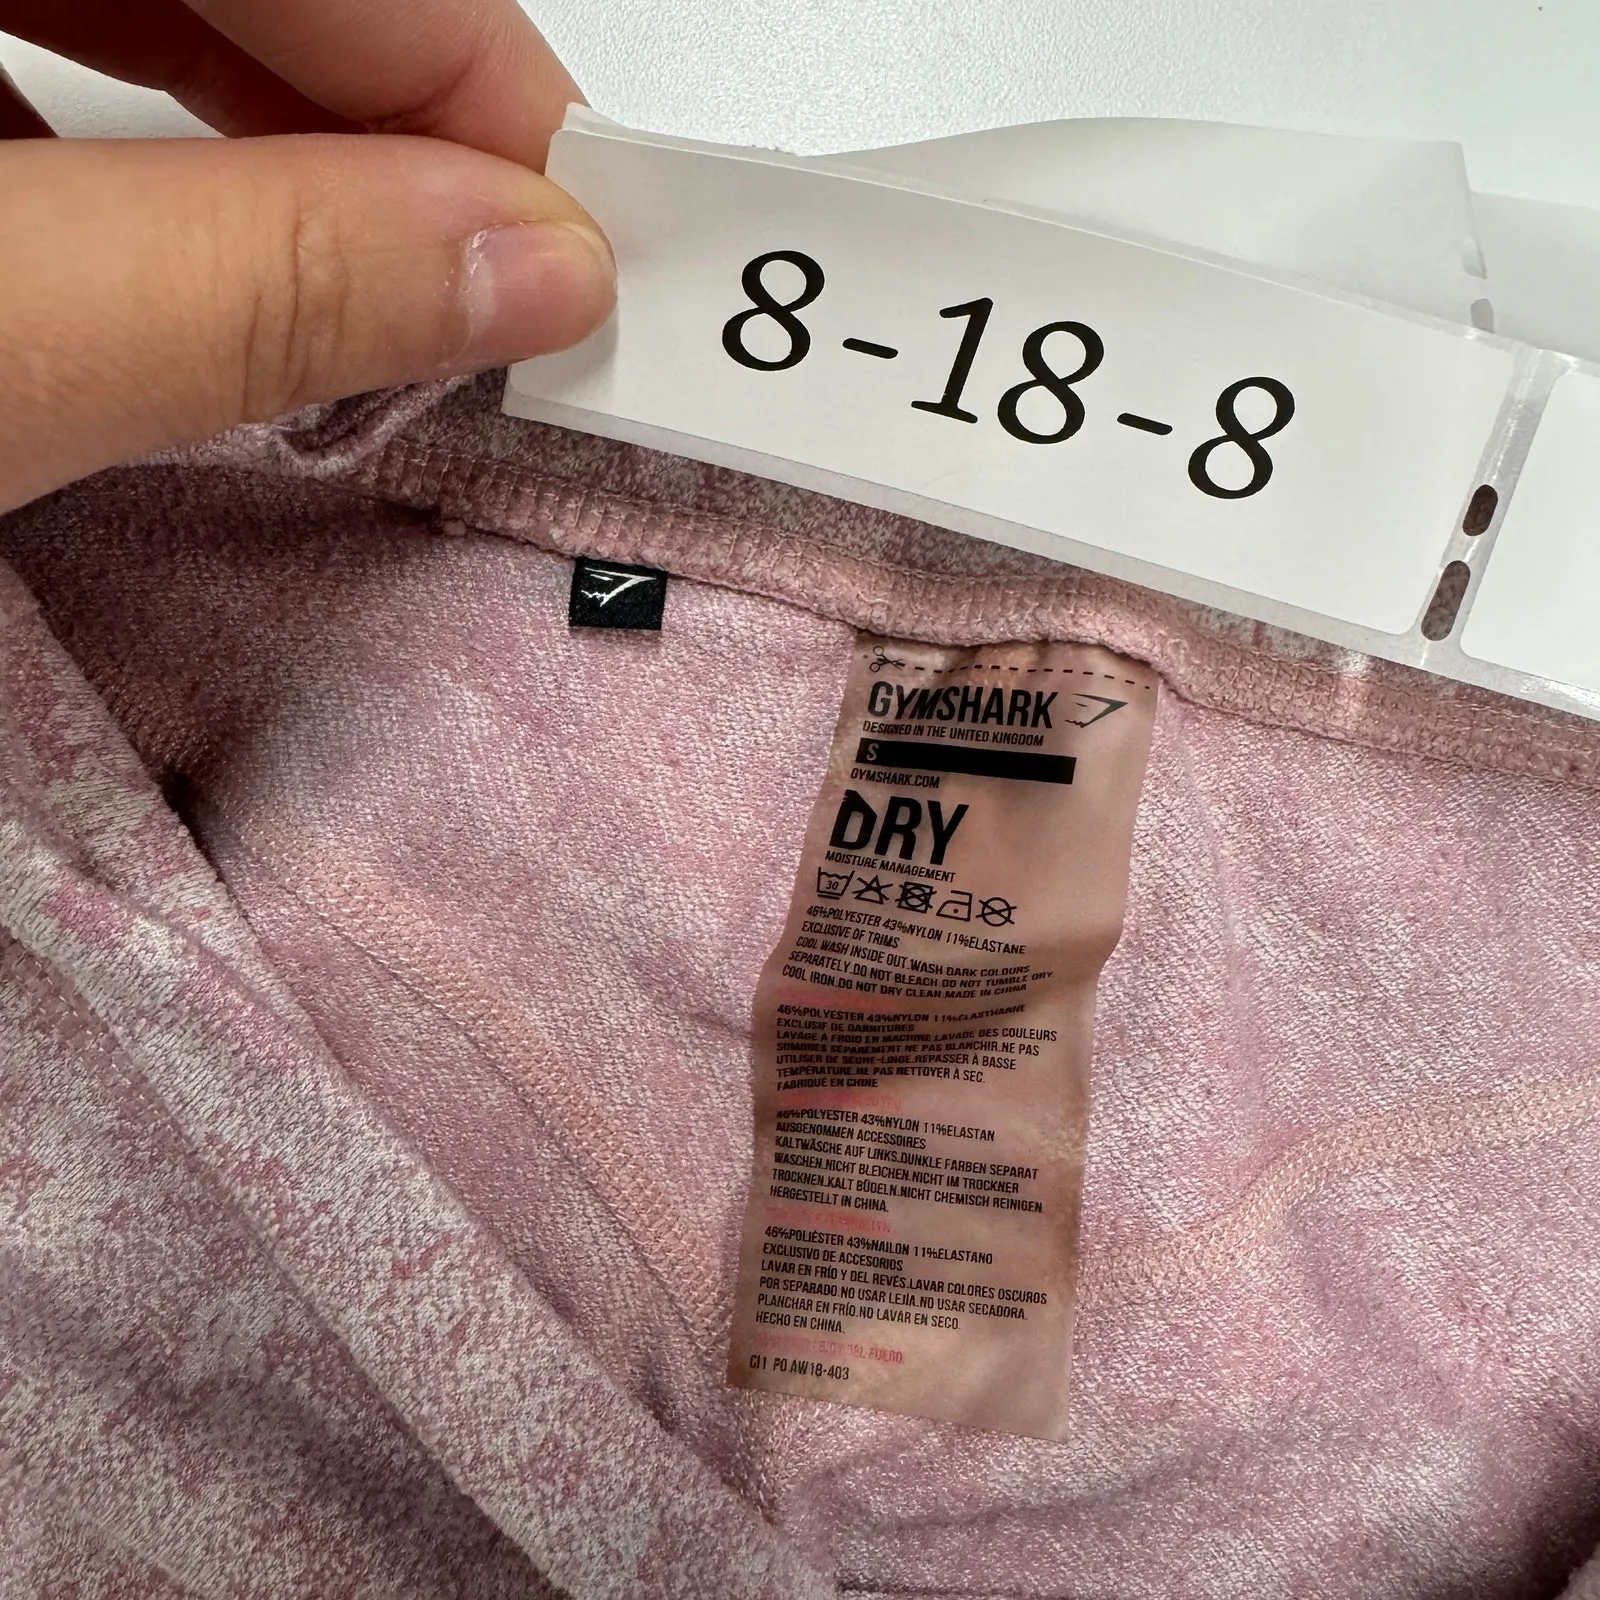 8-18-8
GYMSHARK
DESIGNED IN THE UNITED KINGDOM
S
GYMSHARK.COM
DRY
MOISTURE MANAGEMENT
30
46%POLYESTER 43%NYLON 11%ELASTANE
EXCLUSIVE OF TRIMS
COOL WASH INSIDE OUT.WASH DARK COLOURS
SEPARATELY.DO NOT BLEACH DO NOT TUMBLE DRY
COOL IRON.DO NOT DRY CLEAN.MADE IN CHINA
46%POLYESTER 43%NYLON 11%ELASTHANNE
EXCLUSIF DE GARNITURES
LAVAGE A FROID EN MACHINE.LAVAGE DES COULEURS
SOMBRES SÉPAREMENT NE PAS BLANCHIR.NE PAS
UTILISER DE SECHE-LINGE.REPASSER À BASSE
TEMPÉRATURE.NE PAS NETTOYER À SEC.
FABRIQUÉ EN CHINE
46%POLYESTER 43%NYLON 11%ELASTAN
AUSGENOMMEN ACCESSOIRES
KALTWÄSCHE AUF LINKS.DUNKLE FARBEN SEPARAT
WASCHEN.NICHT BLEICHEN.NICHT IM TROCKNER
TROCKNEN.KALT BÜGELN.NICHT CHEMISCH REINIGEN
HERGESTELLT IN CHINA.
46%POLIÉSTER 43%NAILON 11%ELASTANO
EXCLUSIVO DE ACCESORIOS
LAVAR EN FRÍO Y DEL REVÉS.LAVAR COLORES OSCUROS
POR SEPARADO.NO USAR LEJÍA.NO USAR SECADORA.
PLANCHAR EN FRÍO.NO LAVAR EN SECO.
HECHO EN CHINA.
DEL FUEGO.
CI1 PO AW18-403